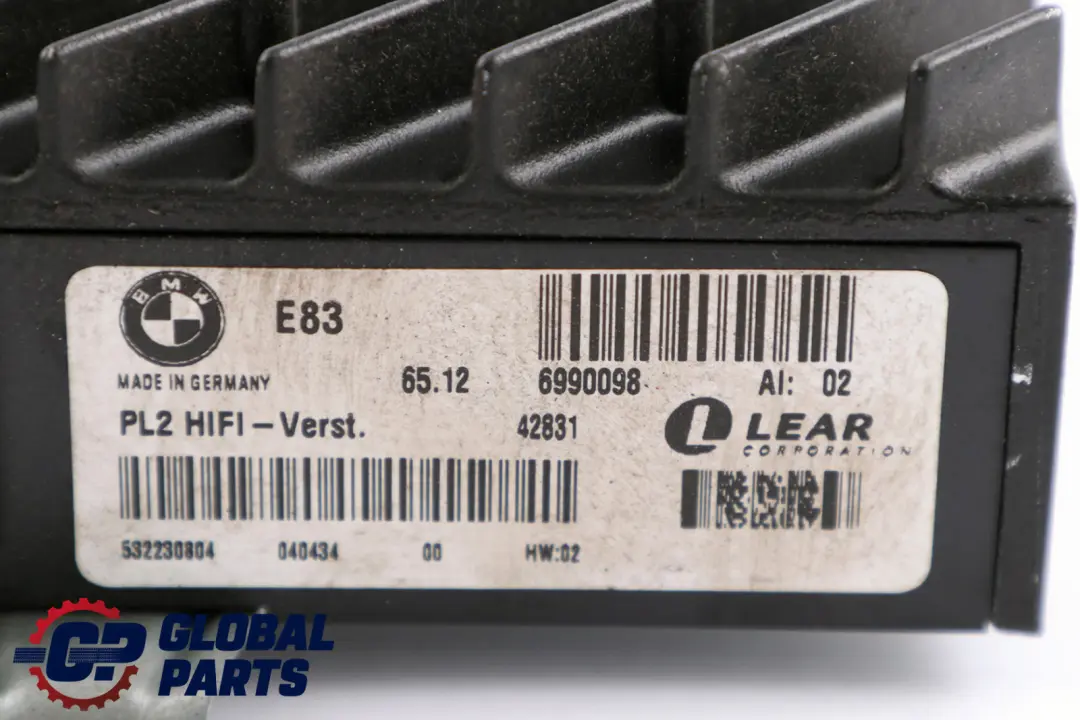 BMW
E83
MADE IN GERMANY
65.12 6990098 AI: 02
PL2 HIFI-Verst. 42831
LEAR
CORPORATION
532230804 040434 00 HW:02
GP GLOBAL
PARTS